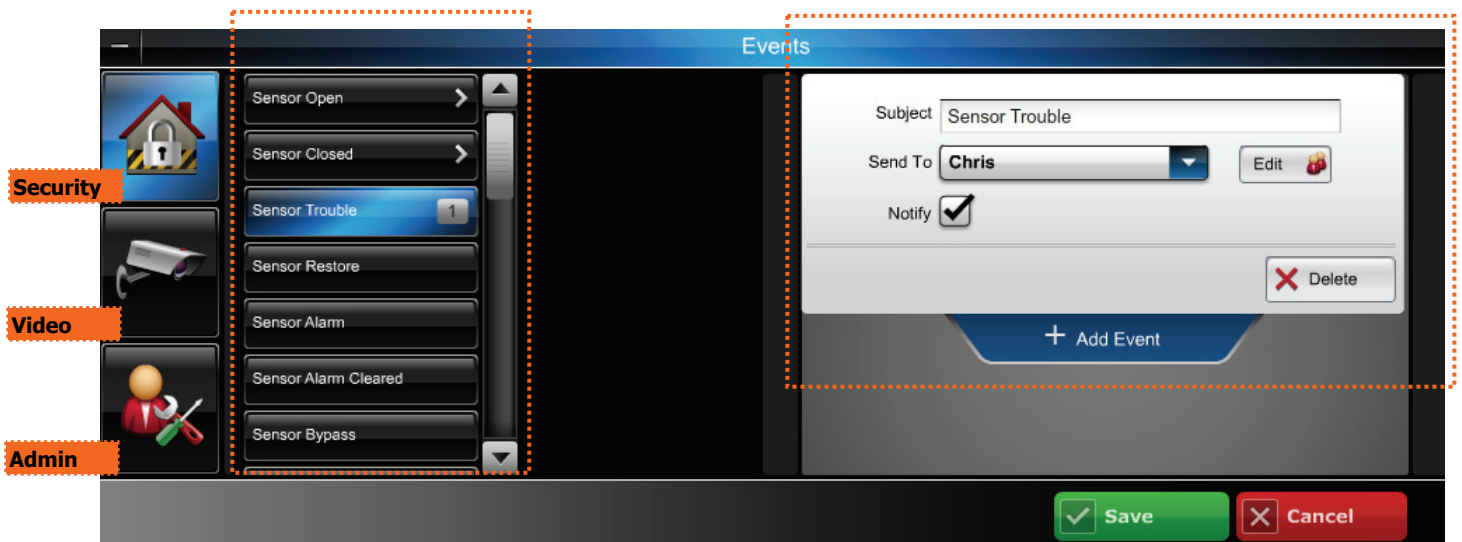 Events
Security
Video
Admin
Sensor Open
Sensor Closed
Sensor Trouble 1
Sensor Restore
Sensor Alarm
Sensor Alarm Cleared
Sensor Bypass
Subject Sensor Trouble
Send To Chris Edit
Notify
Delete
+ Add Event
Save
Cancel